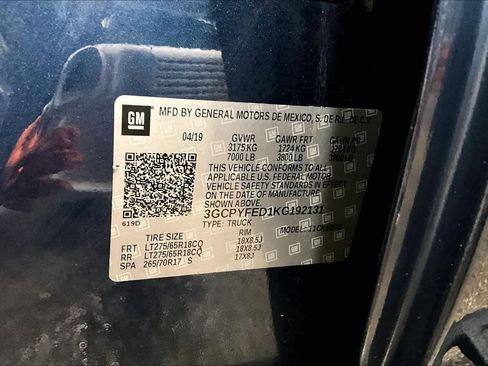 GM
MFD BY GENERAL MOTORS DE MEXICO, S. DE R.L. DE C.V.
04/19 GVWR GAWR FRT GAWR RR
3175 KG 1724 KG
7000 LB 3800 LB 3800 LB
THIS VEHICLE CONFORMS TO ALL
APPLICABLE U.S. FEDERAL MOTOR
VEHICLE SAFETY STANDARDS IN EFFECT
ON THE DATE OF MANUFACTURE SHOWN ABOVE.
619D
3GCPYFED1KG192131
TYPE: TRUCK MODEL:
TIRE SIZE RIM
FRT LT275/65R18CQ 18X8.5J
RR LT275/65R18CQ 18X8.5J
SPA 265/70R17 S 17X8J